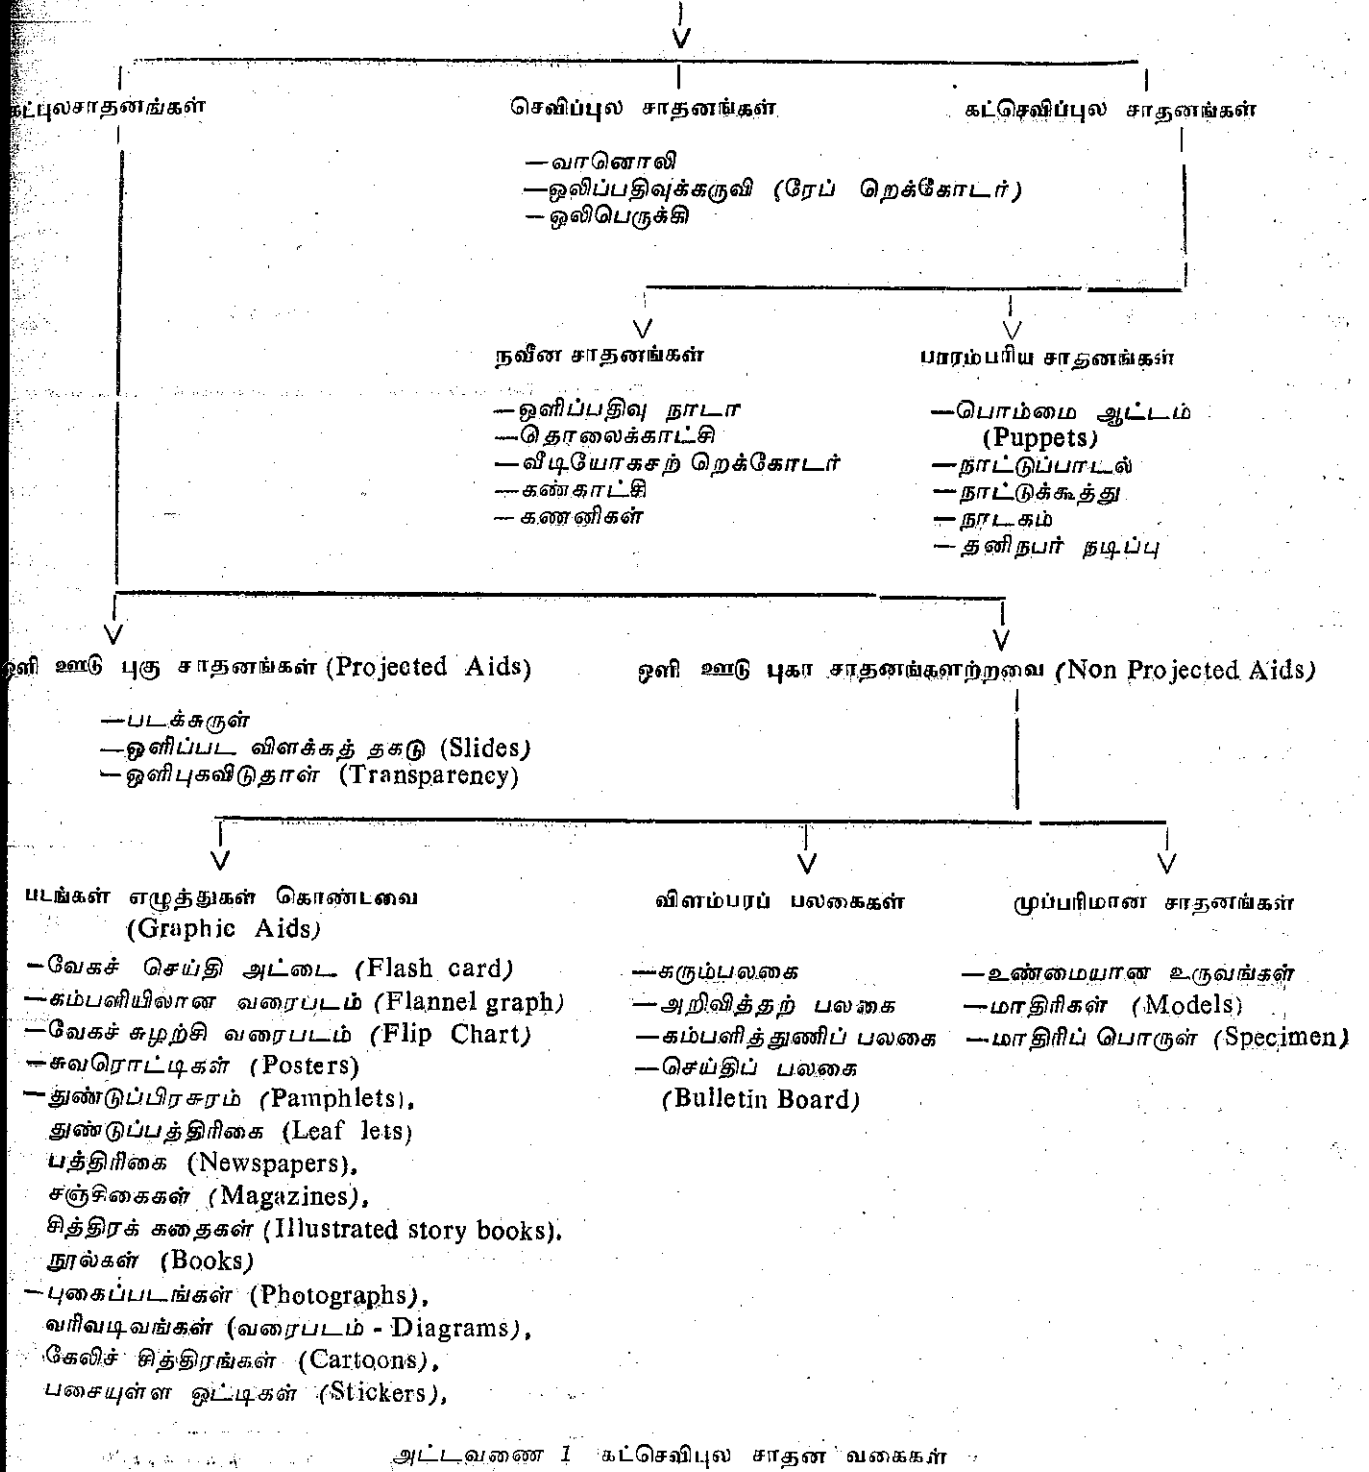 கட்புலசாதனங்கள் செவிப்புல சாதனங்கள் கட்செவிப்புல சாதனங்கள்
—வானொலி
—ஒலிப்பதிவுக்கருவி (ரேப் றெக்கோடர்)
—ஒலிபெருக்கி
நவீன சாதனங்கள் பாரம்பரிய சாதனங்கள்
—ஒளிப்பதிவு நாடா
—தொலைக்காட்சி
—வீடியோகசற் றெக்கோடர்
—கண்காட்சி
—கணனிகள்
—பொம்மை ஆட்டம்
(Puppets)
—நாட்டுப்பாடல்
—நாட்டுக்கூத்து
—நாடகம்
—தனிநபர் நடிப்பு
ஒளி ஊடு புகு சாதனங்கள் (Projected Aids) ஒளி ஊடு புகா சாதனங்களற்றவை (Non Projected Aids)
—படக்சுருள்
—ஒளிப்பட விளக்கத் தகடு (Slides)
—ஒளிபுகவிடுதாள் (Transparency)
படங்கள் எழுத்துகள் கொண்டவை
(Graphic Aids)
—வேகச் செய்தி அட்டை (Flash card)
—கம்பளியிலான வரைபடம் (Flannel graph)
—வேகச் சுழற்சி வரைபடம் (Flip Chart)
—சுவரொட்டிகள் (Posters)
—துண்டுப்பிரசுரம் (Pamphlets),
துண்டுப்பத்திரிகை (Leaf lets)
பத்திரிகை (Newspapers),
சஞ்சிகைகள் (Magazines),
சித்திரக் கதைகள் (Illustrated story books),
நூல்கள் (Books)
—புகைப்படங்கள் (Photographs),
வரிவடிவங்கள் (வரைபடம் - Diagrams),
கேலிச் சித்திரங்கள் (Cartoons),
பசையுள்ள ஒட்டிகள் (Stickers),
விளம்பரப் பலகைகள்
—கரும்பலகை
—அறிவித்தற் பலகை
—கம்பளித்துணிப் பலகை
—செய்திப் பலகை
(Bulletin Board)
முப்பரிமான சாதனங்கள்
—உண்மையான உருவங்கள்
—மாதிரிகள் (Models)
—மாதிரிப் பொருள் (Specimen)
அட்டவணை 1 கட்செவிபுல சாதன வகைகள்